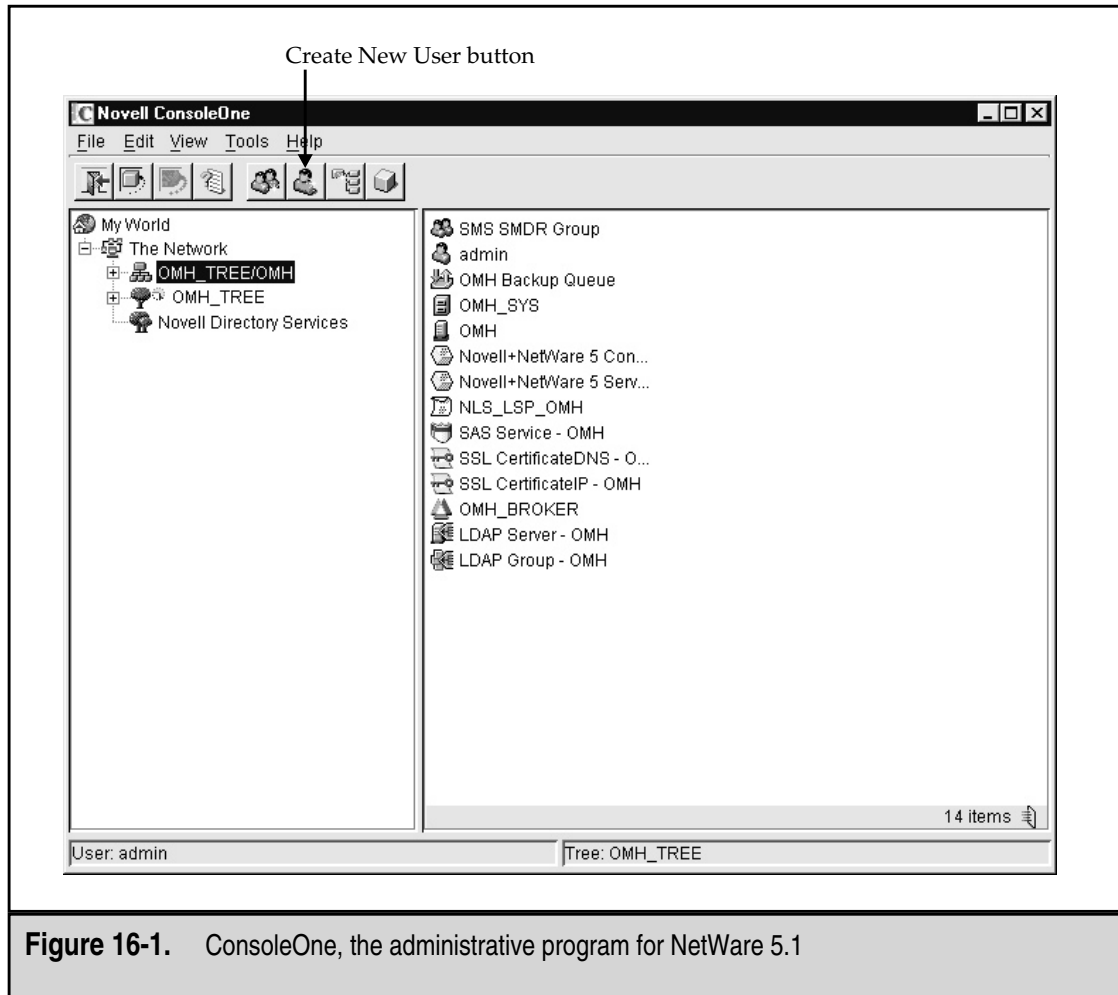 Create New User button
Novell ConsoleOne
File Edit View Tools Help
My World
The Network
OMH_TREE/OMH
OMH_TREE
Novell Directory Services
SMS SMDR Group
admin
OMH Backup Queue
OMH_SYS
OMH
Novell+NetWare 5 Con...
Novell+NetWare 5 Serv...
NLS_LSP_OMH
SAS Service - OMH
SSL CertificateDNS - O...
SSL CertificateIP - OMH
OMH_BROKER
LDAP Server - OMH
LDAP Group - OMH
14 items
User: admin
Tree: OMH_TREE
Figure 16-1. ConsoleOne, the administrative program for NetWare 5.1